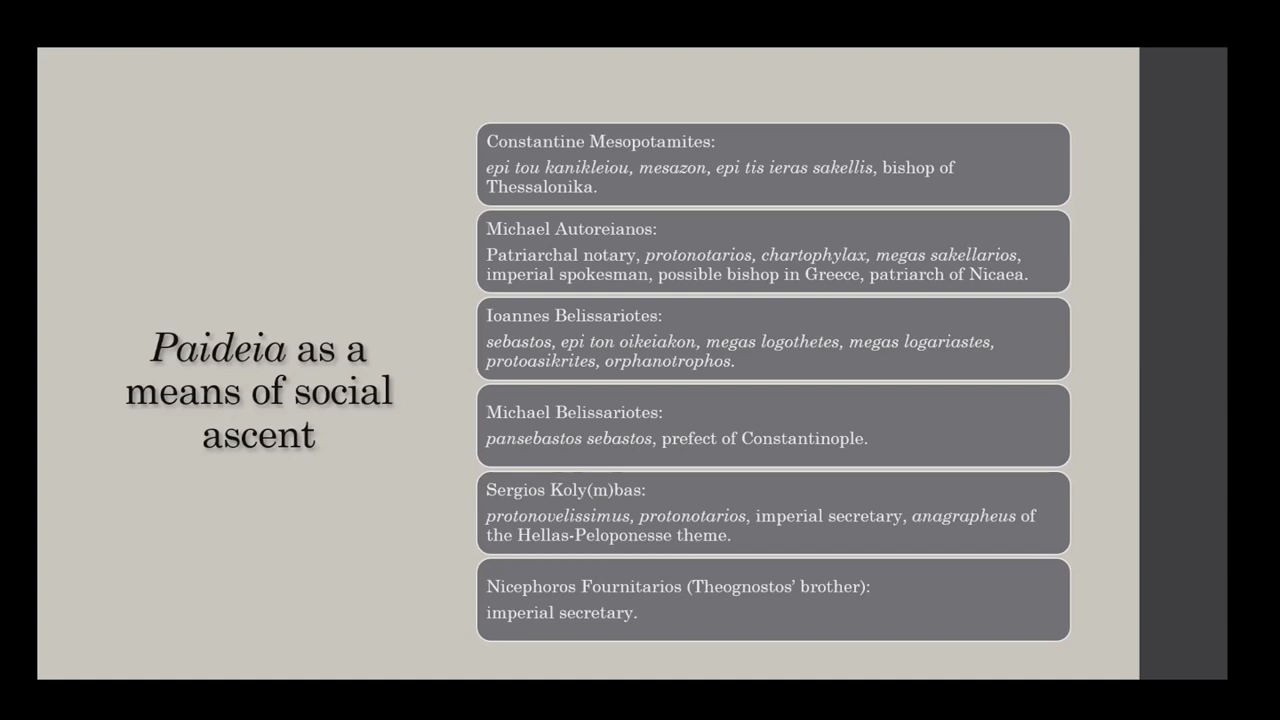 Paideia as a
means of social
ascent
Constantine Mesopotamites:
epi tou kanikleiou, mesazon, epi tis ieras sakellis, bishop of
Thessalonika.
Michael Autoreianos:
Patriarchal notary, protonotarios, chartophylax, megas sakellarios,
imperial spokesman, possible bishop in Greece, patriarch of Nicaea.
Ioannes Belissariotes:
sebastos, epi ton oikeiakon, megas logothetes, megas logariastes,
protoasikrites, orphanotrophos.
Michael Belissariotes:
pansebastos sebastos, prefect of Constantinople.
Sergios Koly(m)bas:
protonovelissimus, protonotarios, imperial secretary, anagrapheus of
the Hellas-Peloponesse theme.
Nicephoros Fournitarios (Theognostos’ brother):
imperial secretary.